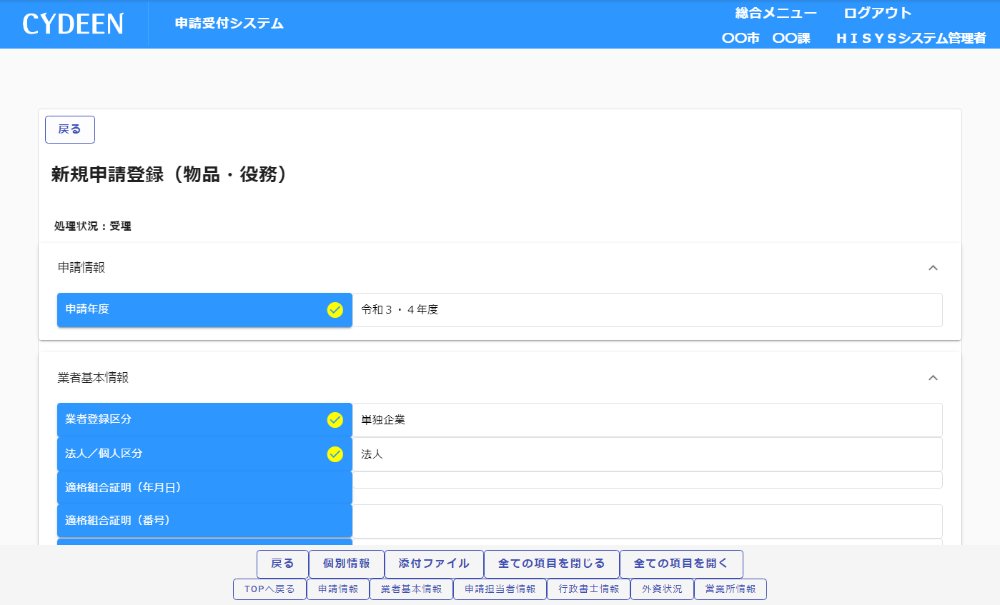 CYDEEN 申請受付システム 総合メニュー ログアウト
〇〇市 〇〇課 ＨＩＳＹＳシステム管理者
戻る
新規申請登録（物品・役務）
処理状況：受理
申請情報
申請年度 令和３・４年度
業者基本情報
業者登録区分 単独企業
法人／個人区分 法人
適格組合証明（年月日）
適格組合証明（番号）
戻る 個別情報 添付ファイル 全ての項目を閉じる 全ての項目を開く
TOPへ戻る 申請情報 業者基本情報 申請担当者情報 行政書士情報 外資状況 営業所情報